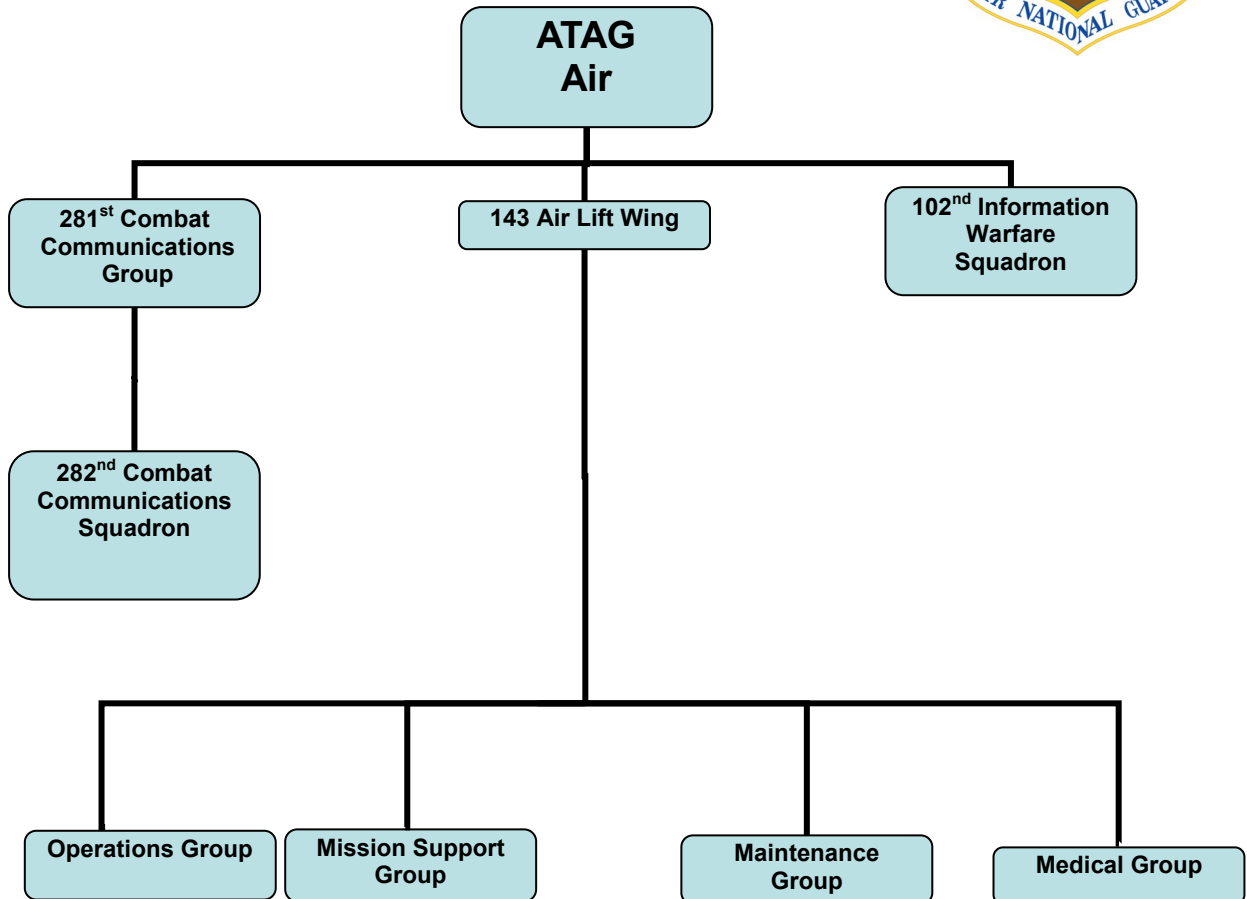 NATIONAL
ATAG
Air
281st Combat
Communications
Group
143 Air Lift Wing
102nd Information
Warfare
Squadron
282nd Combat
Communications
Squadron
Operations Group
Mission Support
Group
Maintenance
Group
Medical Group